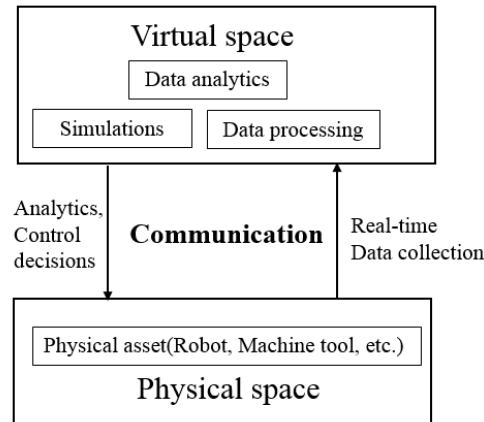 Virtual space
Data analytics
Simulations
Data processing
Analytics,
Control
decisions
Communication
Real-time
Data collection
Physical asset(Robot, Machine tool, etc.)
Physical space